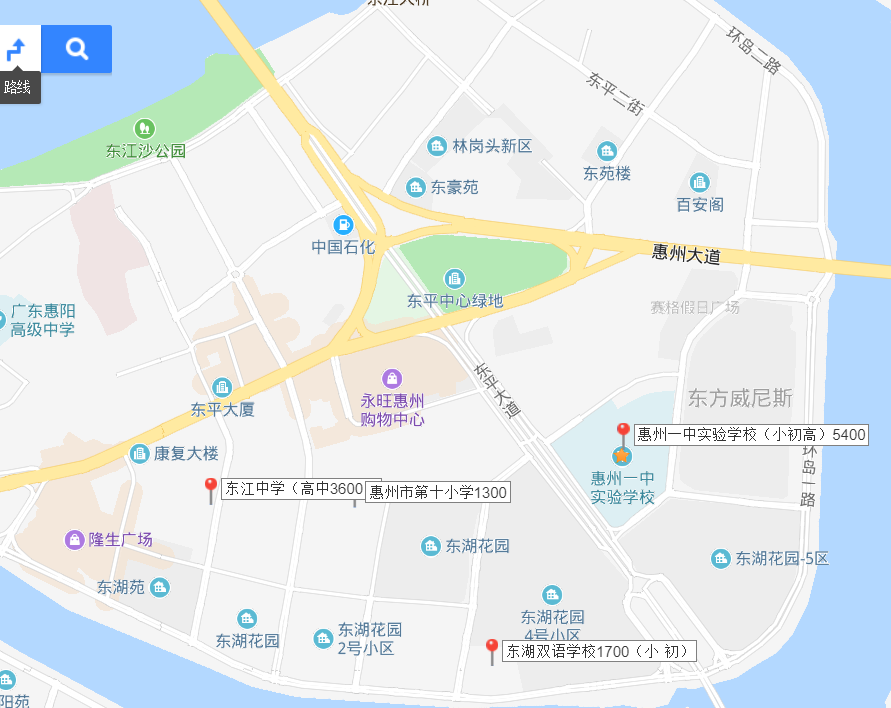 东江大桥
路线
环岛二路
东平二街
东江沙公园
林岗头新区
东苑楼
东豪苑
百安阁
中国石化
惠州大道
东平中心绿地
广东惠阳
高级中学
赛格假日广场
东平大道
永旺惠州
购物中心
东方威尼斯
东平大厦
惠州一中实验学校（小初高）5400
康复大楼
环岛一路
惠州一中
实验学校
东江中学（高中3600
惠州市第十小学1300
隆生广场
东湖花园
东湖花园-5区
东湖苑
东湖花园
东湖花园
2号小区
东湖花园
4号小区
东湖双语学校1700（小 初）
阳苑